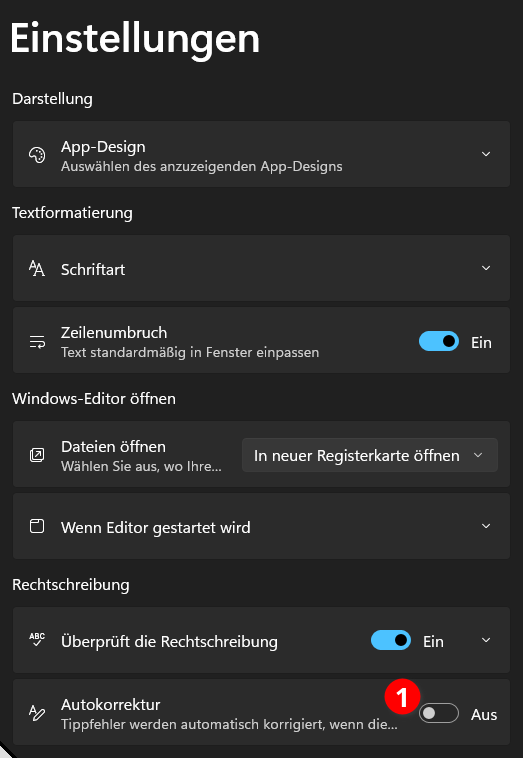 Einstellungen
Darstellung
App-Design
Auswählen des anzuzeigenden App-Designs
Textformatierung
Schriftart
Zeilenumbruch
Text standardmäßig in Fenster einpassen
Ein
Windows-Editor öffnen
Dateien öffnen
Wählen Sie aus, wo Ihre...
In neuer Registerkarte öffnen
Wenn Editor gestartet wird
Rechtschreibung
ABC
Überprüft die Rechtschreibung
Ein
Autokorrektur
Tippfehler werden automatisch korrigiert, wenn die...
1
Aus